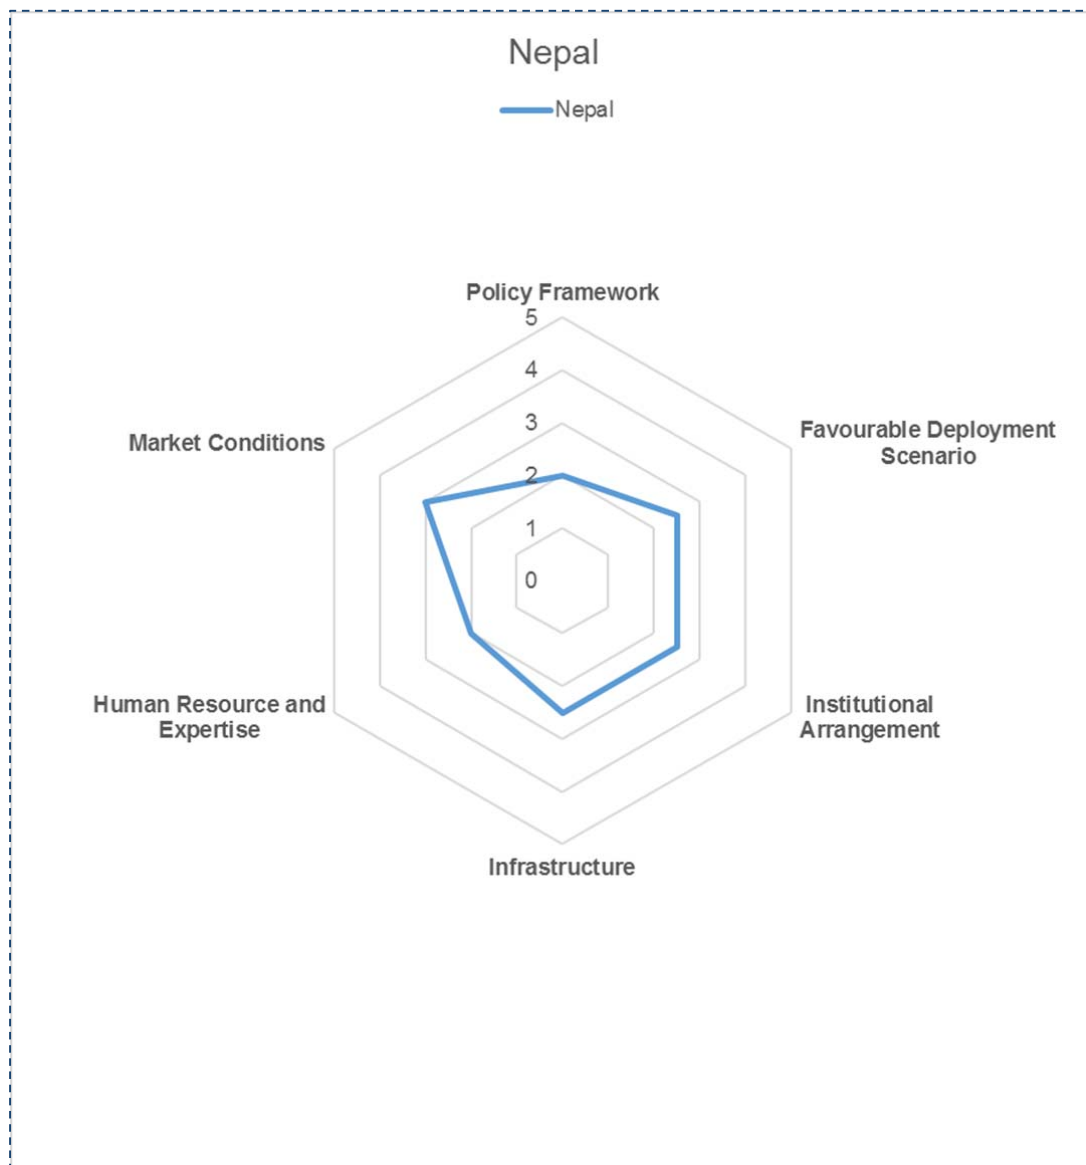 Nepal
Nepal
Policy Framework
5
4
3
2
1
0
Favourable Deployment
Scenario
Institutional
Arrangement
Infrastructure
Human Resource and
Expertise
Market Conditions